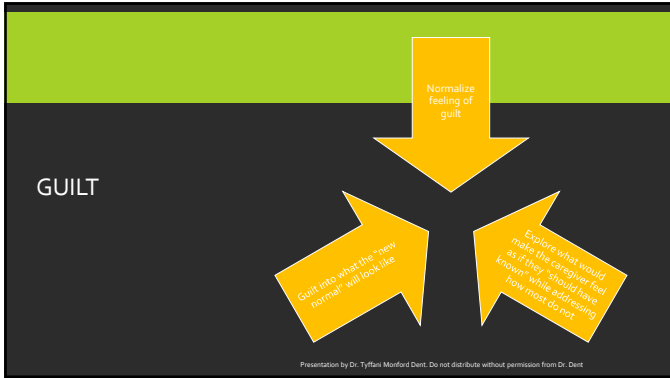 Normalize
feeling of
guilt
GUILT
Guilt into what the "new
normal" will look like
Explore what would
make the caregiver feel
as if they "should have
known" while addressing
how most do not
Presentation by Dr. Tyffani Monford Dent. Do not distribute without permission from Dr. Dent